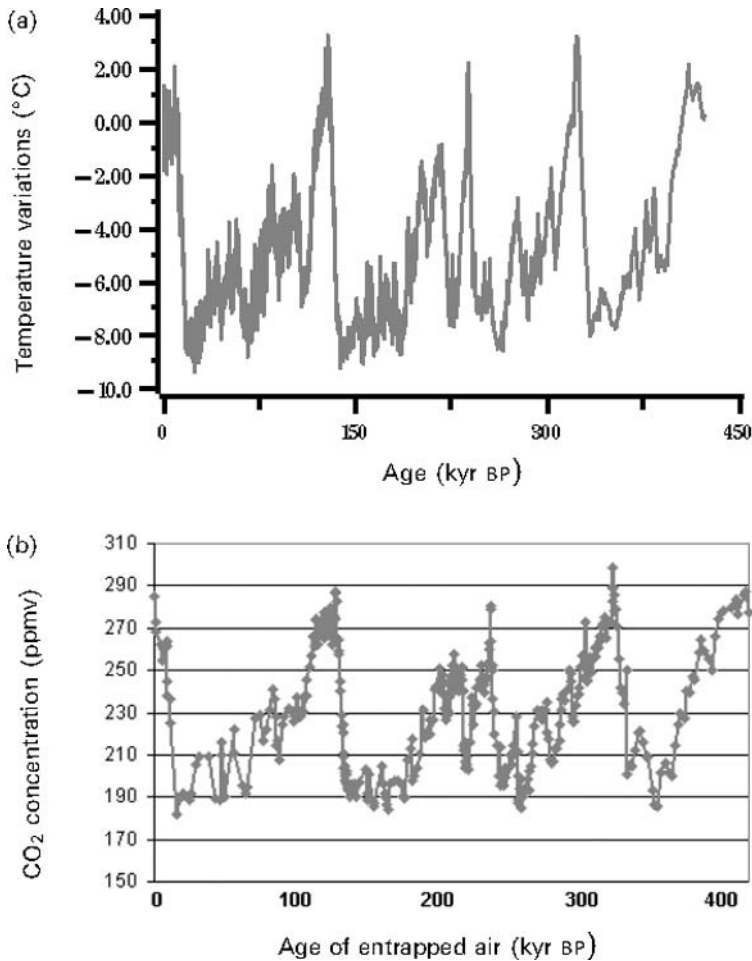 (a)
4.00
2.00
0.00
−2.00
−4.00
−6.00
−8.00
−10.0
Temperature variations (°C)
0 150 300 450
Age (kyr BP)
(b)
310
290
270
250
230
210
190
170
150
CO₂ concentration (ppmv)
0 100 200 300 400
Age of entrapped air (kyr BP)